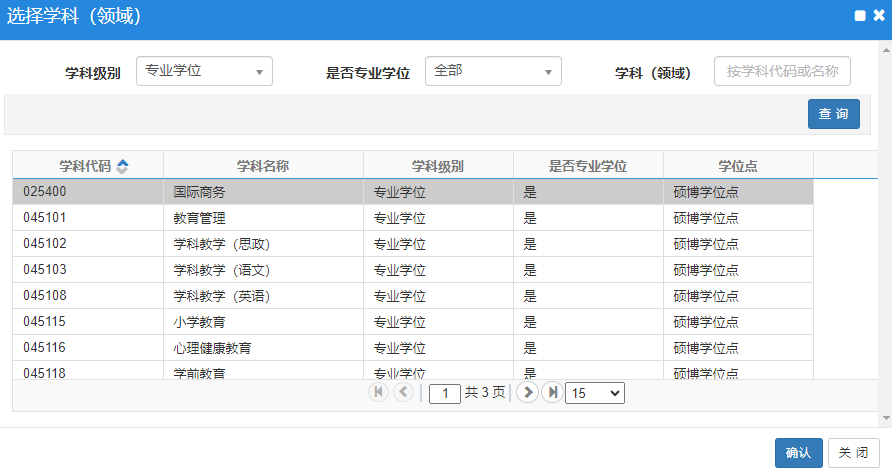 选择学科（领域）
学科级别 专业学位 是否专业学位 全部 学科（领域） 按学科代码或名称
查 询
学科代码 学科名称 学科级别 是否专业学位 学位点
025400 国际商务 专业学位 是 硕博学位点
045101 教育管理 专业学位 是 硕博学位点
045102 学科教学（思政） 专业学位 是 硕博学位点
045103 学科教学（语文） 专业学位 是 硕博学位点
045108 学科教学（英语） 专业学位 是 硕博学位点
045115 小学教育 专业学位 是 硕博学位点
045116 心理健康教育 专业学位 是 硕博学位点
045118 学前教育 专业学位 是 硕博学位点
1 共 3 页 15
确认 关 闭